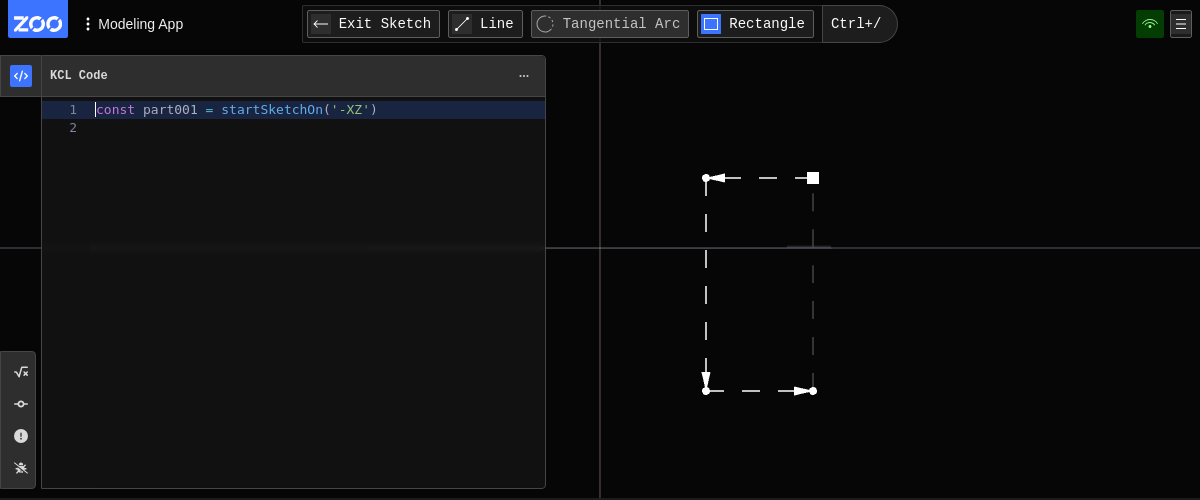 ZOO
Modeling App
Exit Sketch
Line
Tangential Arc
Rectangle
Ctrl+/
KCL Code
1 const part001 = startSketchOn('-XZ')
2